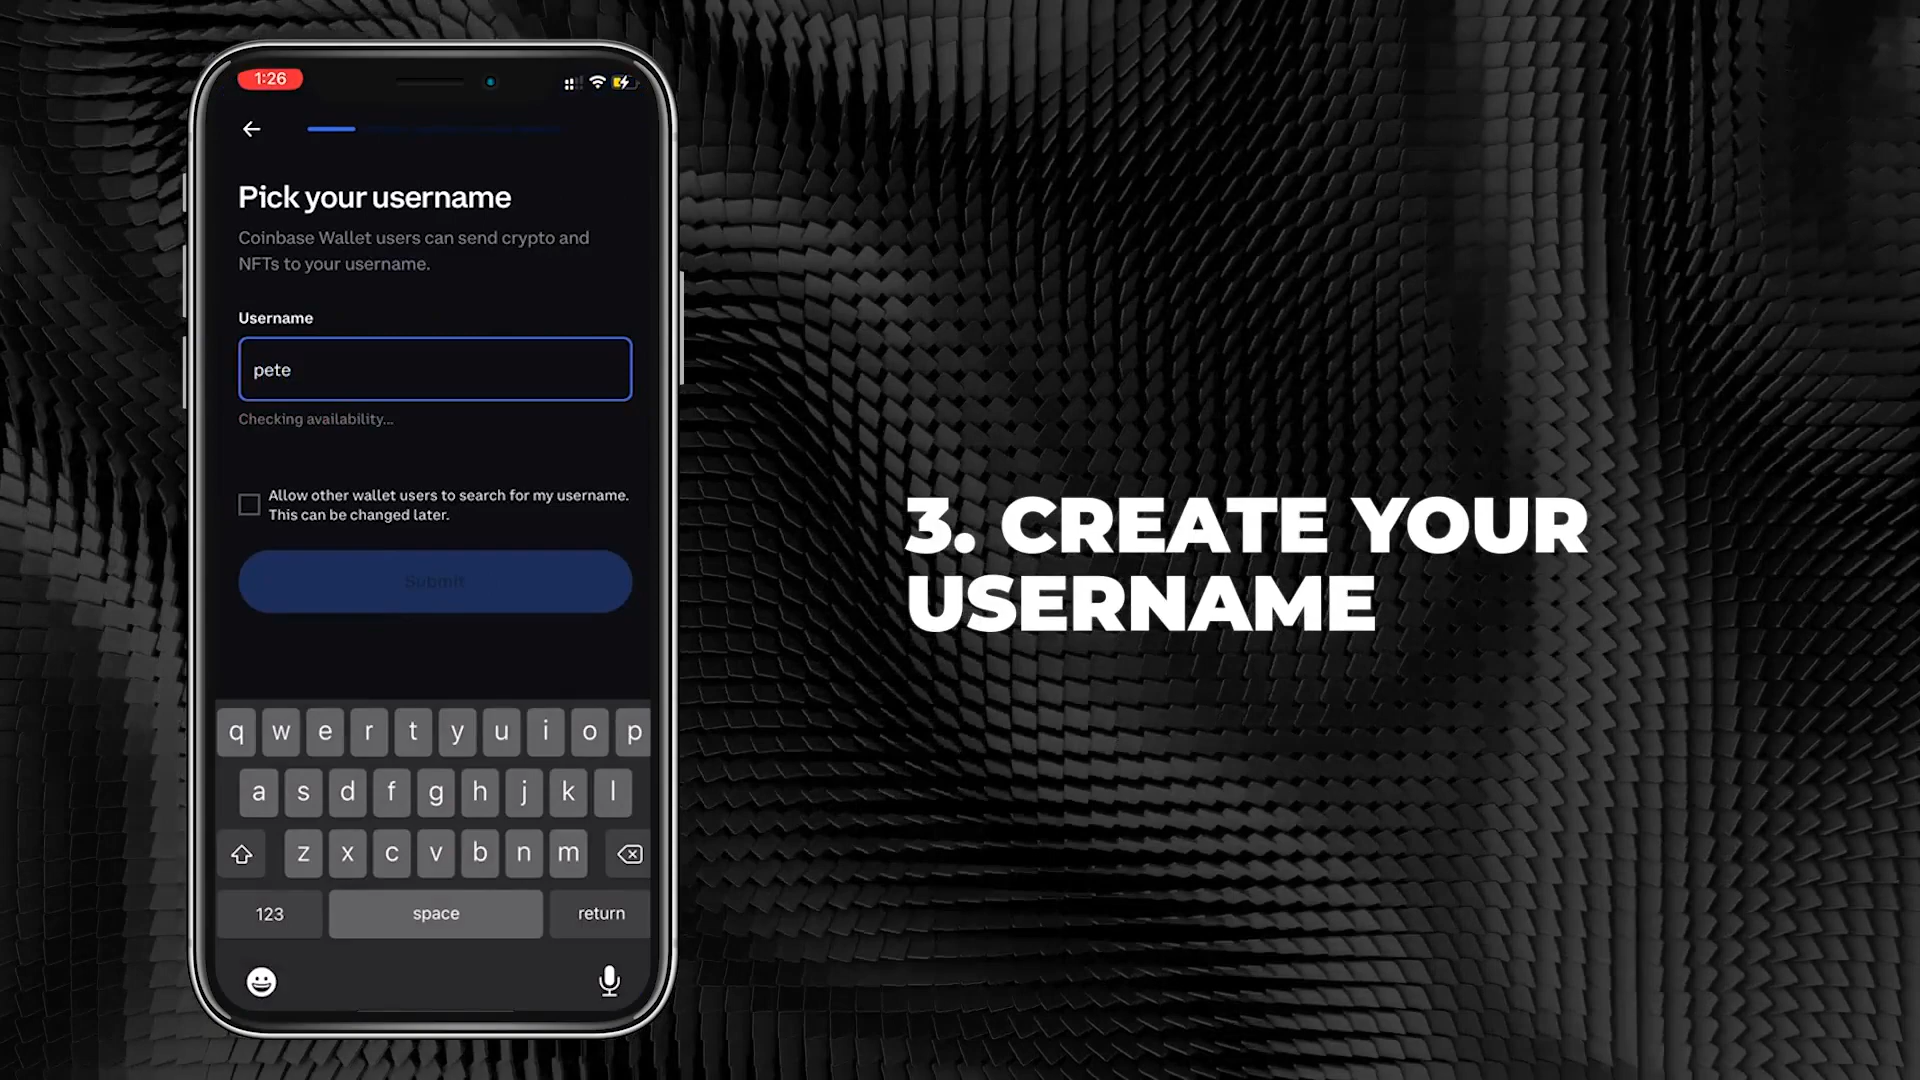 1:26
Pick your username
Coinbase Wallet users can send crypto and
NFTs to your username.
Username
pete
Checking availability...
Allow other wallet users to search for my username.
This can be changed later.
Submit
q w e r t y u i o p
a s d f g h j k l
z x c v b n m
123 space return
3. CREATE YOUR
USERNAME